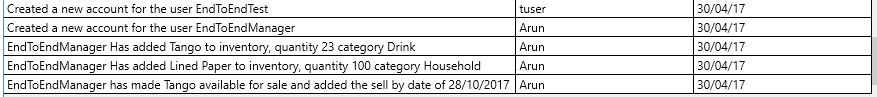 Created a new account for the user EndToEndTest tuser 30/04/17
Created a new account for the user EndToEndManager Arun 30/04/17
EndToEndManager Has added Tango to inventory, quantity 23 category Drink Arun 30/04/17
EndToEndManager Has added Lined Paper to inventory, quantity 100 category Household Arun 30/04/17
EndToEndManager has made Tango available for sale and added the sell by date of 28/10/2017 Arun 30/04/17